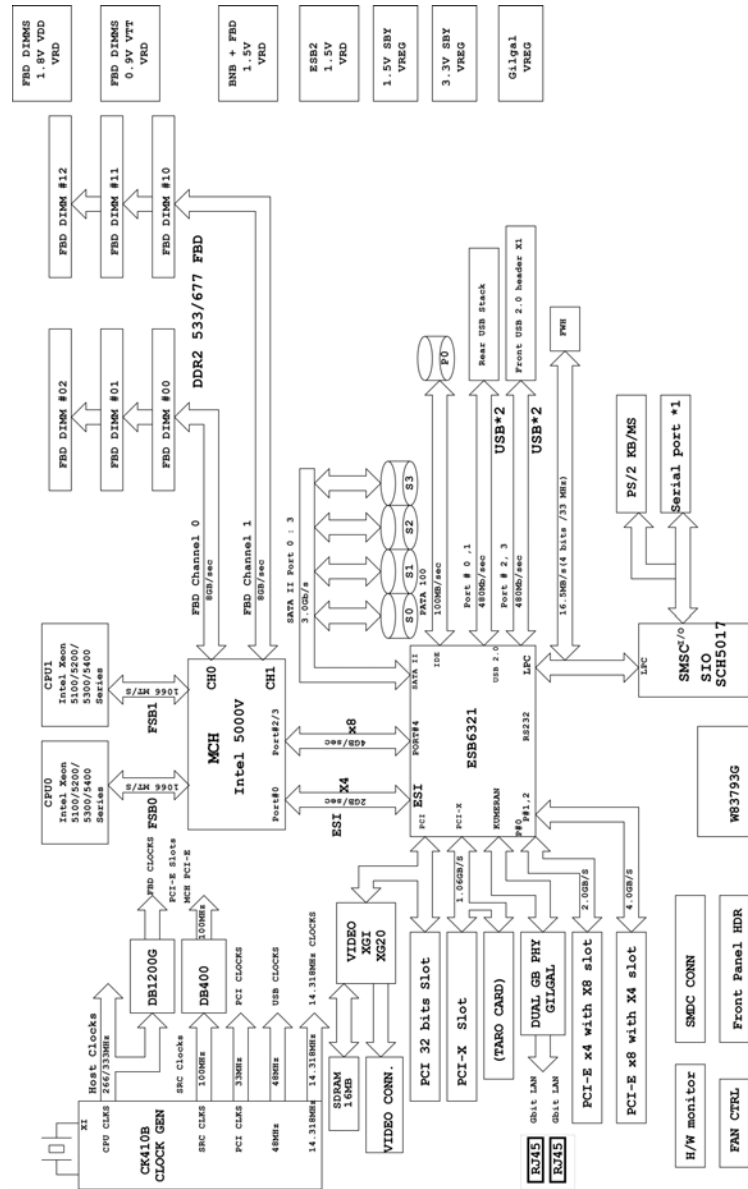 FBD DIMMS
1.8V VDD
VRD
FBD DIMMS
0.9V VTT
VRD
BNB + FBD
1.5V
VRD
ESB2
1.5V
VRD
1.5V SBY
VREG
3.3V SBY
VREG
Gilgal
VREG
FBD DIMM #02
FBD DIMM #01
FBD DIMM #00
FBD DIMM #12
FBD DIMM #11
FBD DIMM #10
DDR2 533/677 FBD
FBD Channel 0
8GB/sec
FBD Channel 1
8GB/sec
CPU0
Intel Xeon
5100/5200/
5300/5400
Series
CPU1
Intel Xeon
5100/5200/
5300/5400
Series
FSB0
1066 MT/S
FSB1
1066 MT/S
MCH
Intel 5000V
CH0
CH1
Port#0
Port#2/3
ESI
2GB/sec
X4
4GB/sec
x8
SATA II Port 0 : 3
3.0Gb/s
S0
S1
S2
S3
PATA 100
100MB/sec
P0
Port # 0 ,1
480Mb/sec
USB*2
Rear USB Stack
Port # 2, 3
480Mb/sec
USB*2
Front USB 2.0 header X1
16.5MB/s(4 bits /33 MHz)
FWH
ESB6321
ESI
PORT#4
SATA II
IDE
USB 2.0
LPC
RS232
PCI
PCI-X
KUMERAN
P#0
P#1,2
LPC
SMSC I/O
SIO
SCH5017
PS/2 KB/MS
Serial port *1
W83793G
XI
CK410B
CLOCK GEN
CPU CLKS
SRC CLKS
PCI CLKS
48MHz
14.318MHz
Host Clocks
266/333MHz
SRC Clocks
100MHz
33MHz
PCI CLOCKS
48MHz
USB CLOCKS
14.318MHz
14.318MHz CLOCKS
DB1200G
DB400
FBD CLOCKS
PCI-E Slots
MCH PCI-E
100MHz
VIDEO
XGI
XG20
SDRAM
16MB
VIDEO CONN.
PCI 32 bits Slot
PCI-X Slot
(TARO CARD)
1.06GB/S
DUAL GB PHY
GILGAL
Gbit LAN
Gbit LAN
RJ45
RJ45
PCI-E x4 with X8 slot
2.0GB/S
PCI-E x8 with X4 slot
4.0GB/S
H/W monitor
SMDC CONN
FAN CTRL
Front Panel HDR